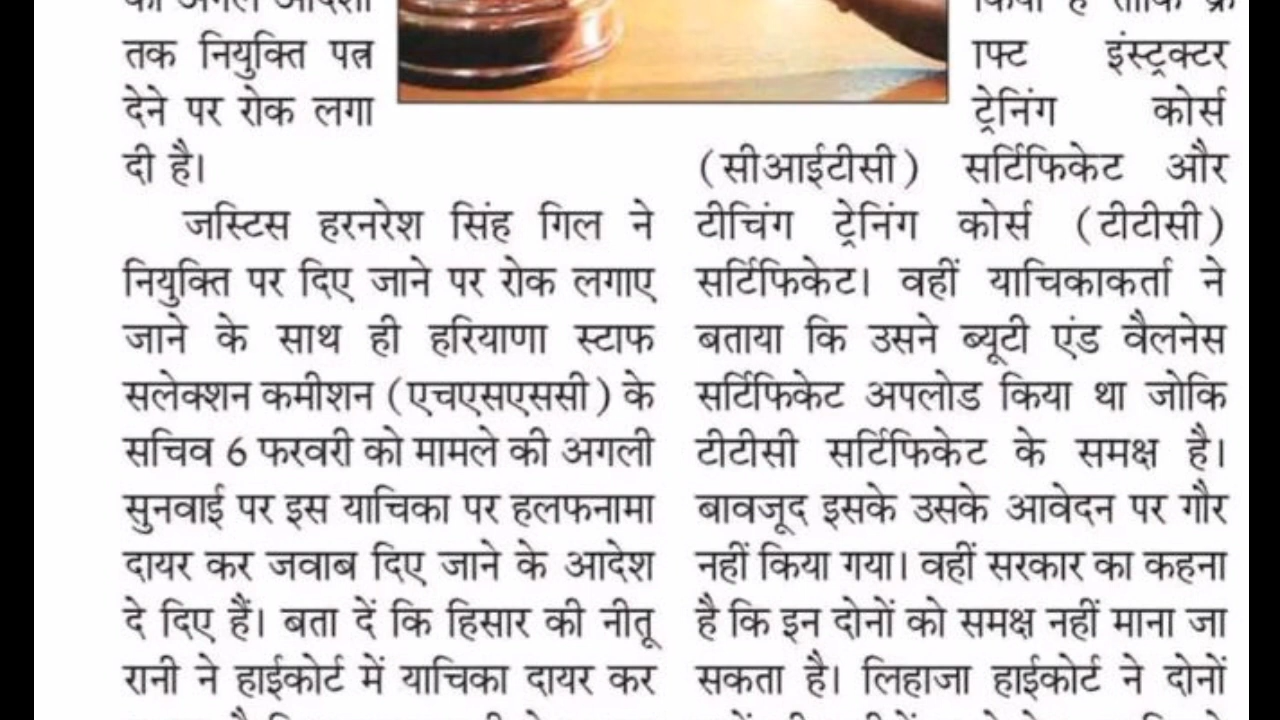 तक नियुक्ति पत्र
देने पर रोक लगा
दी है।
जस्टिस हरनरेश सिंह गिल ने
नियुक्ति पर दिए जाने पर रोक लगाए
जाने के साथ ही हरियाणा स्टाफ
सलेक्शन कमीशन (एचएसएससी) के
सचिव 6 फरवरी को मामले की अगली
सुनवाई पर इस याचिका पर हलफनामा
दायर कर जवाब दिए जाने के आदेश
दे दिए हैं। बता दें कि हिसार की नीतू
रानी ने हाईकोर्ट में याचिका दायर कर
किया है ताकि क्र
ाफ्ट इंस्ट्रक्टर
ट्रेनिंग कोर्स
(सीआईटीसी) सर्टिफिकेट और
टीचिंग ट्रेनिंग कोर्स (टीटीसी)
सर्टिफिकेट। वहीं याचिकाकर्ता ने
बताया कि उसने ब्यूटी एंड वैलनेस
सर्टिफिकेट अपलोड किया था जोकि
टीटीसी सर्टिफिकेट के समक्ष है।
बावजूद इसके उसके आवेदन पर गौर
नहीं किया गया। वहीं सरकार का कहना
है कि इन दोनों को समक्ष नहीं माना जा
सकता है। लिहाजा हाईकोर्ट ने दोनों